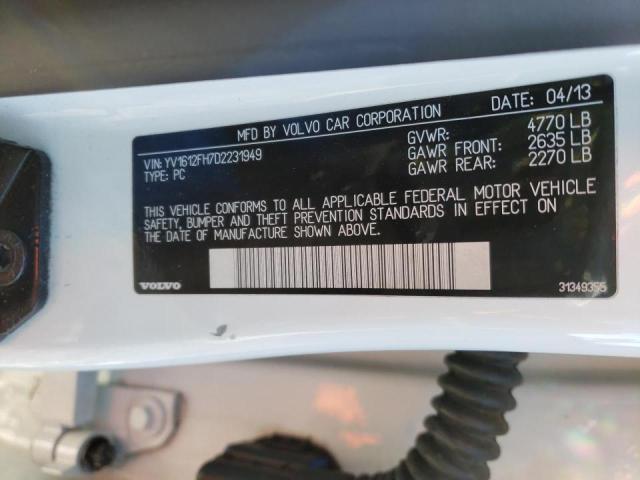 MFD BY VOLVO CAR CORPORATION DATE: 04/13
VIN: YV1612FH7D2231949
TYPE: PC
GVWR: 4770 LB
GAWR FRONT: 2635 LB
GAWR REAR: 2270 LB
THIS VEHICLE CONFORMS TO ALL APPLICABLE FEDERAL MOTOR VEHICLE
SAFETY, BUMPER AND THEFT PREVENTION STANDARDS IN EFFECT ON
THE DATE OF MANUFACTURE SHOWN ABOVE.
VOLVO
31349355